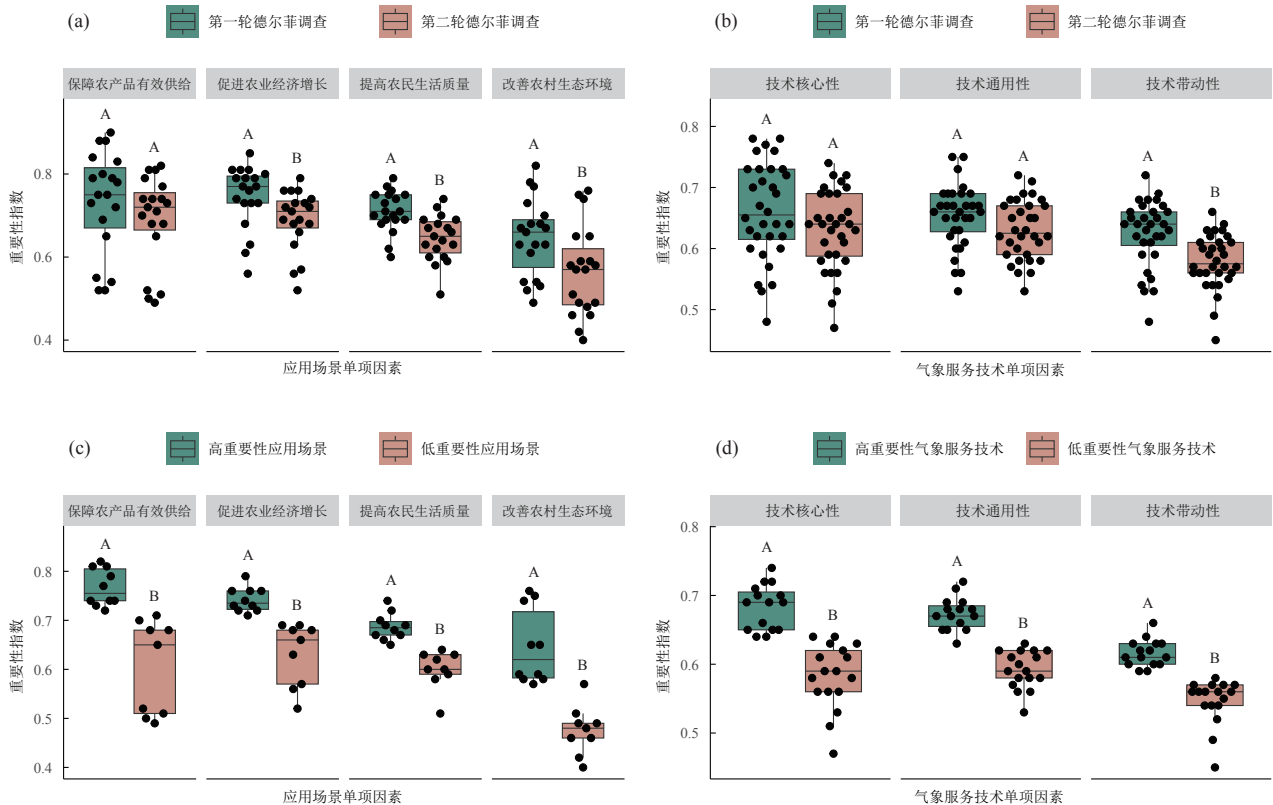 (a)
第一轮德尔菲调查 第二轮德尔菲调查
保障农产品有效供给 促进农业经济增长 提高农民生活质量 改善农村生态环境
A A A B A B A B
0.8
0.6
0.4
重要性指数
应用场景单项因素
(b)
第一轮德尔菲调查 第二轮德尔菲调查
技术核心性 技术通用性 技术带动性
A A A A A B
0.8
0.7
0.6
0.5
重要性指数
气象服务技术单项因素
(c)
高重要性应用场景 低重要性应用场景
保障农产品有效供给 促进农业经济增长 提高农民生活质量 改善农村生态环境
A B A B A B A B
0.8
0.7
0.6
0.5
0.4
重要性指数
应用场景单项因素
(d)
高重要性气象服务技术 低重要性气象服务技术
技术核心性 技术通用性 技术带动性
A B A B A B
0.8
0.7
0.6
0.5
重要性指数
气象服务技术单项因素